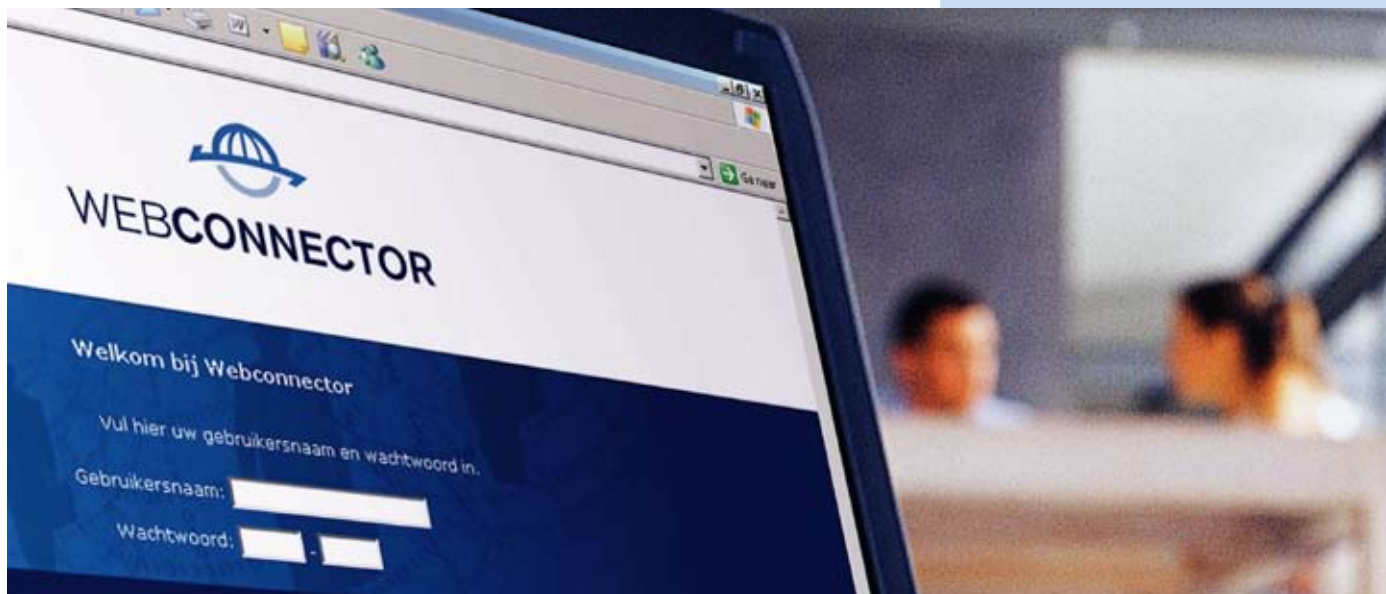 Ga naar
WEBCONNECTOR
Welkom bij Webconnector
Vul hier uw gebruikersnaam en wachtwoord in.
Gebruikersnaam:
Wachtwoord: -